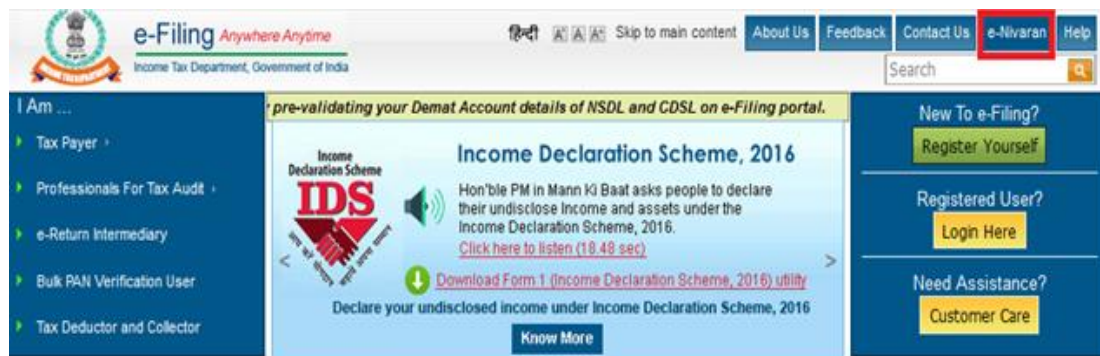 e-Filing Anywhere Anytime
Income Tax Department, Government of India
हिन्दी A A A Skip to main content About Us Feedback Contact Us e-Nivaran Help
Search
I Am ...
Tax Payer
Professionals For Tax Audit
e-Return Intermediary
Bulk PAN Verification User
Tax Deductor and Collector
pre-validating your Demat Account details of NSDL and CDSL on e-Filing portal.
Income
Declaration Scheme
IDS
Income Declaration Scheme, 2016
Hon'ble PM in Mann Ki Baat asks people to declare
their undisclose Income and assets under the
Income Declaration Scheme, 2016.
Click here to listen (18.48 sec)
Download Form 1 (Income Declaration Scheme, 2016) utility
Declare your undisclosed income under Income Declaration Scheme, 2016
Know More
New To e-Filing?
Register Yourself
Registered User?
Login Here
Need Assistance?
Customer Care